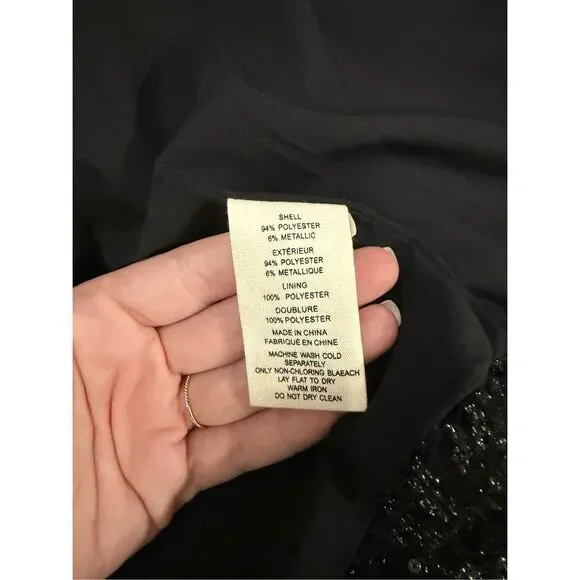 SHELL
94% POLYESTER
6% METALLIC
EXTÉRIEUR
94% POLYESTER
6% METALLIQUE
LINING
100% POLYESTER
DOUBLURE
100% POLYESTER
MADE IN CHINA
FABRIQUÉ EN CHINE
MACHINE WASH COLD
SEPARATELY
ONLY NON-CHLORING BLAEACH
LAY FLAT TO DRY
WARM IRON
DO NOT DRY CLEAN